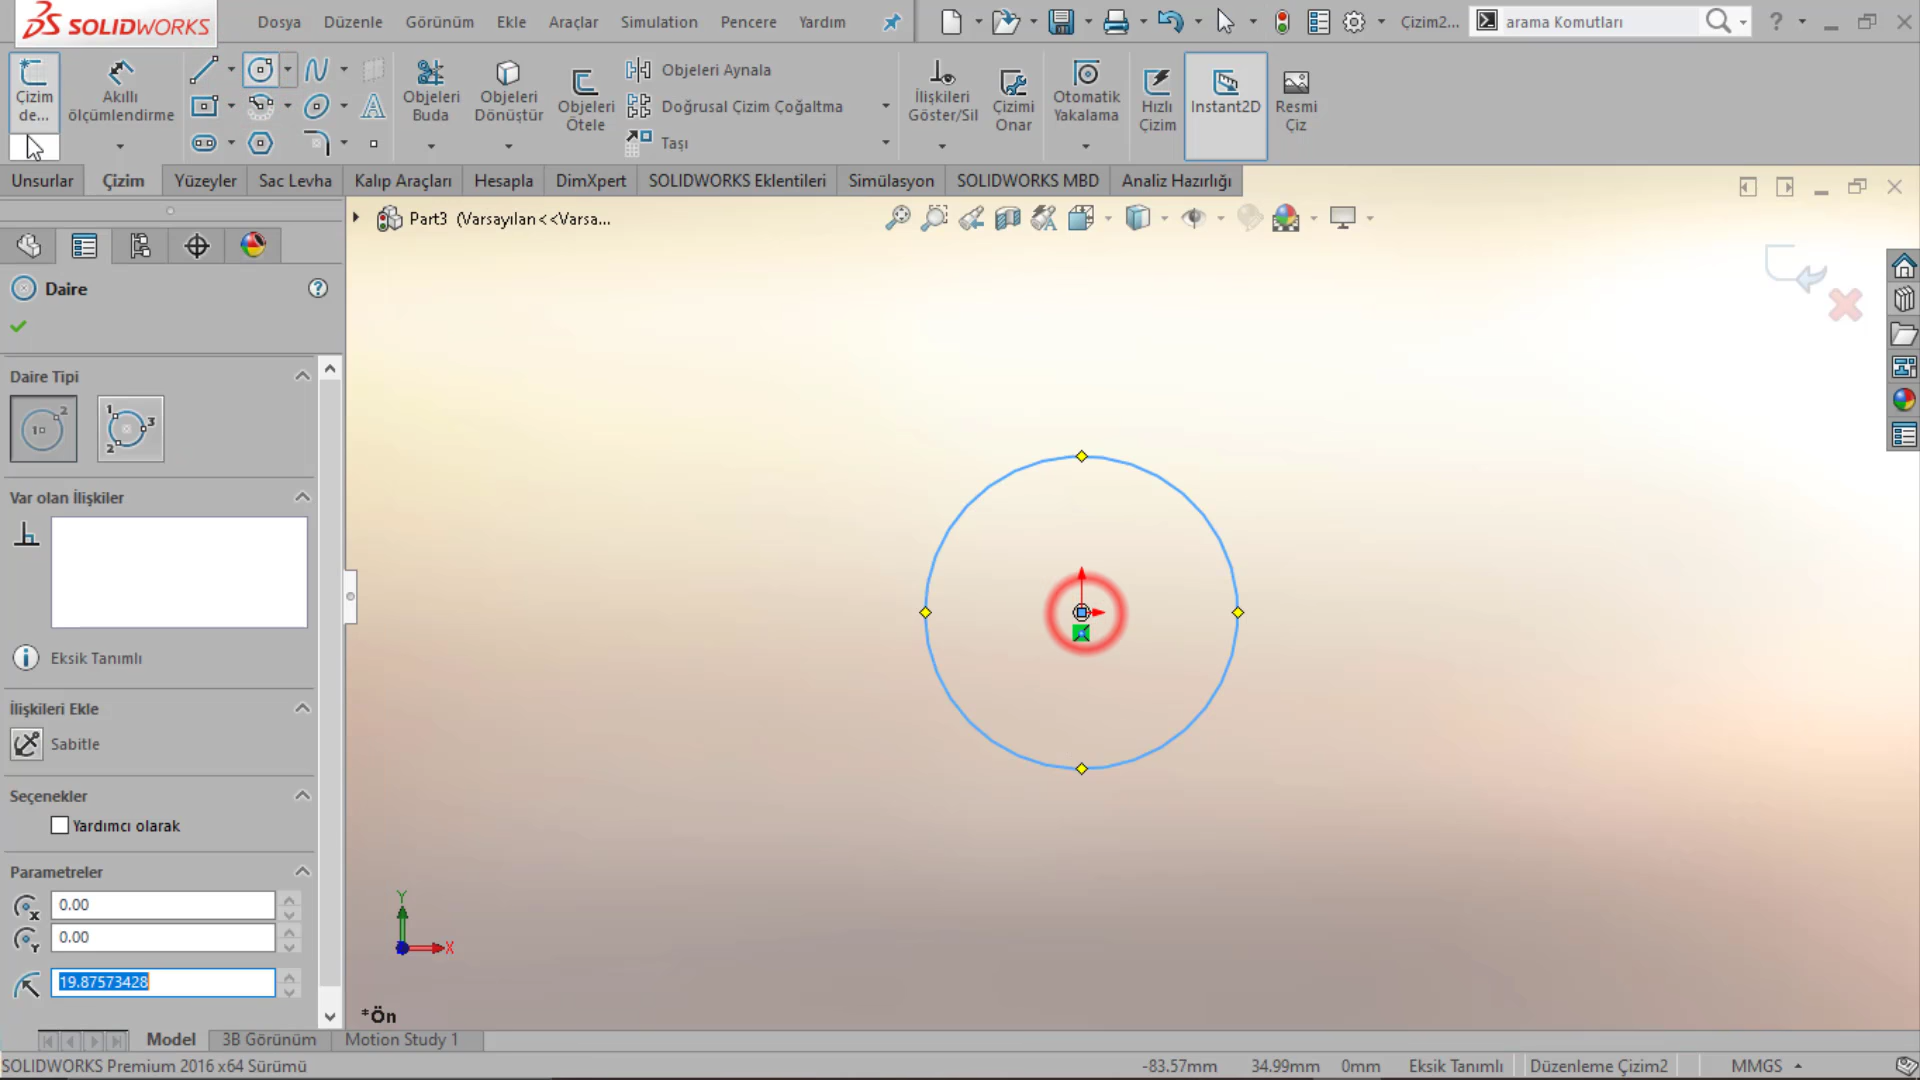 SOLIDWORKS
Dosya Düzenle Görünüm Ekle Araçlar Simulation Pencere Yardım
Çizim2...
arama Komutları
Çizim de...
Akıllı ölçümlendirme
Objeleri Buda
Objeleri Dönüştür
Objeleri Ötele
Objeleri Aynala
Doğrusal Çizim Çoğaltma
Taşı
İlişkileri Göster/Sil
Çizimi Onar
Otomatik Yakalama
Hızlı Çizim
Instant2D
Resmi Çiz
Unsurlar Çizim Yüzeyler Sac Levha Kalıp Araçları Hesapla DimXpert SOLIDWORKS Eklentileri Simülasyon SOLIDWORKS MBD Analiz Hazırlığı
Part3 (Varsayılan<<Varsa...
Daire
Daire Tipi
Var olan İlişkiler
Eksik Tanımlı
İlişkileri Ekle
Sabitle
Seçenekler
Yardımcı olarak
Parametreler
0.00
0.00
19.87573428
Y
X
*Ön
Model 3B Görünüm Motion Study 1
SOLIDWORKS Premium 2016 x64 Sürümü
-83.57mm 34.99mm 0mm Eksik Tanımlı Düzenleme Çizim2 MMGS